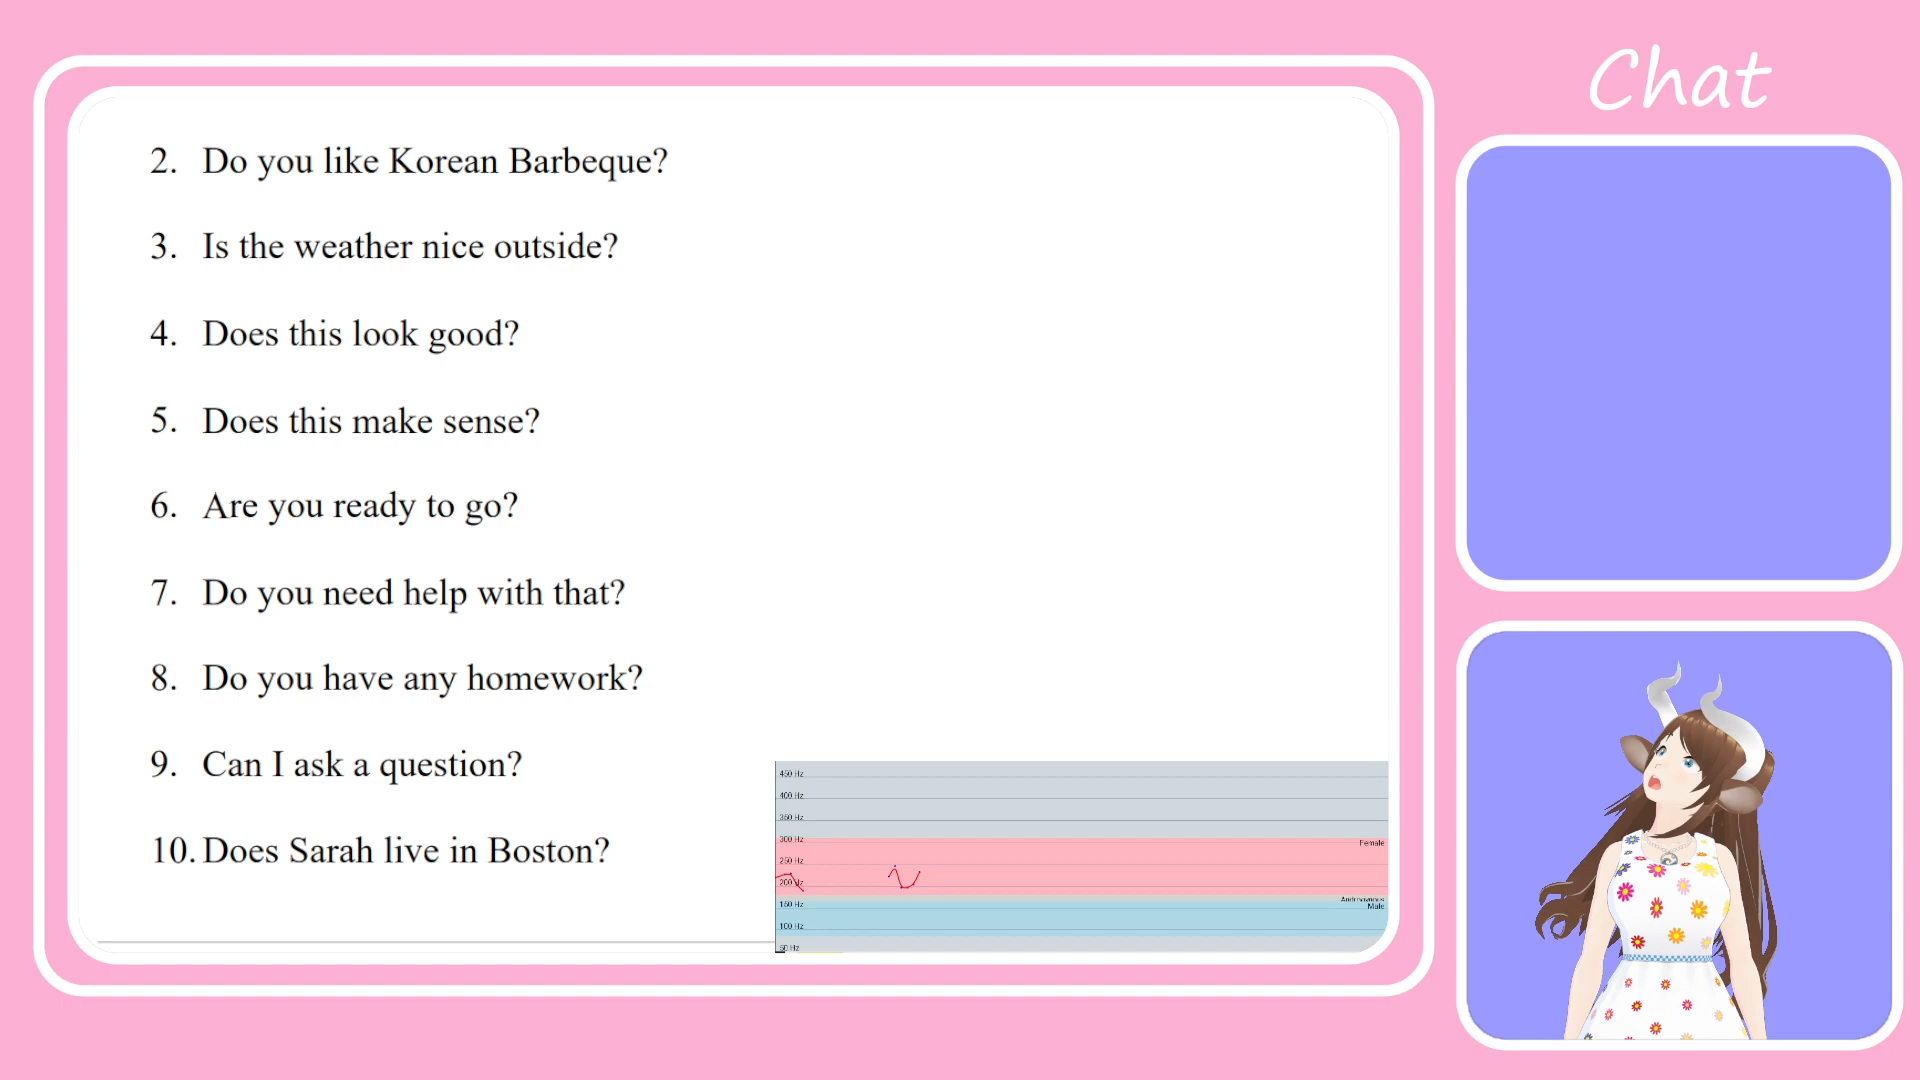 Chat
2. Do you like Korean Barbeque?
3. Is the weather nice outside?
4. Does this look good?
5. Does this make sense?
6. Are you ready to go?
7. Do you need help with that?
8. Do you have any homework?
9. Can I ask a question?
10. Does Sarah live in Boston?
450 Hz
400 Hz
350 Hz
300 Hz
Female
250 Hz
200 Hz
Androgynous
150 Hz
Male
100 Hz
50 Hz